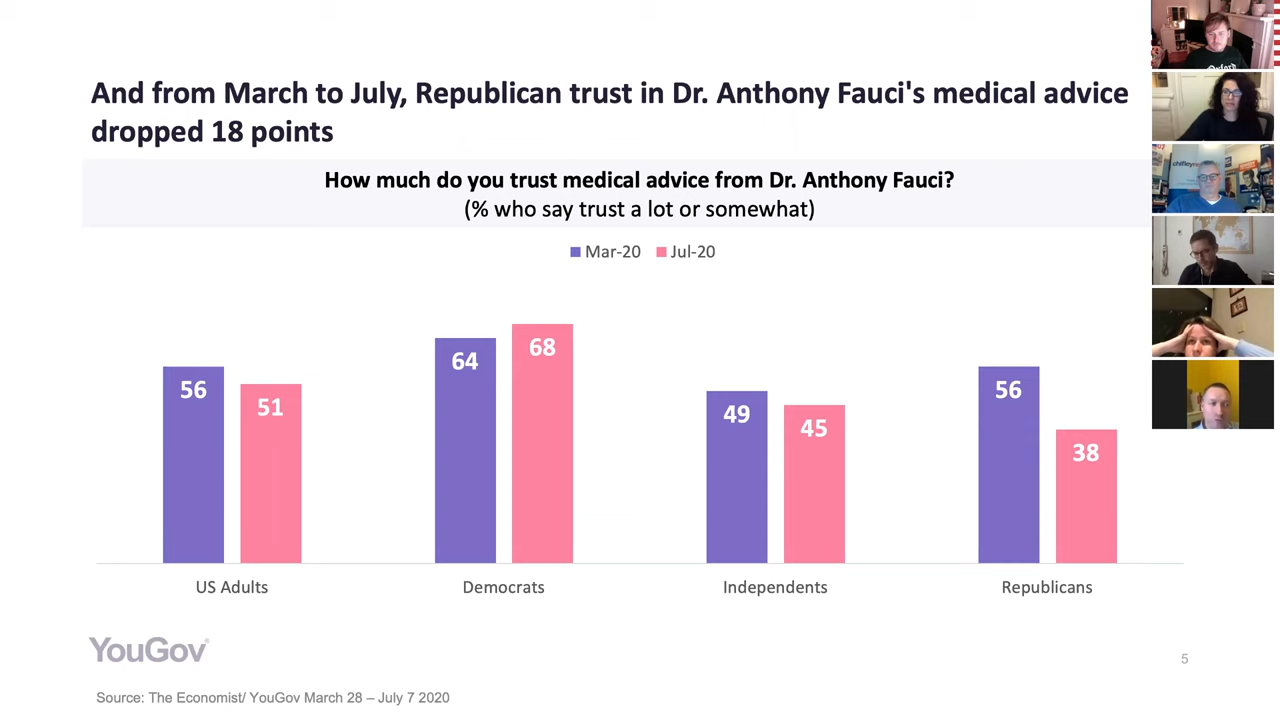 And from March to July, Republican trust in Dr. Anthony Fauci's medical advice
dropped 18 points
How much do you trust medical advice from Dr. Anthony Fauci?
(% who say trust a lot or somewhat)
Mar-20 Jul-20
56 51 64 68 49 45 56 38
US Adults Democrats Independents Republicans
YouGov®
5
Source: The Economist/ YouGov March 28 – July 7 2020
Oxford